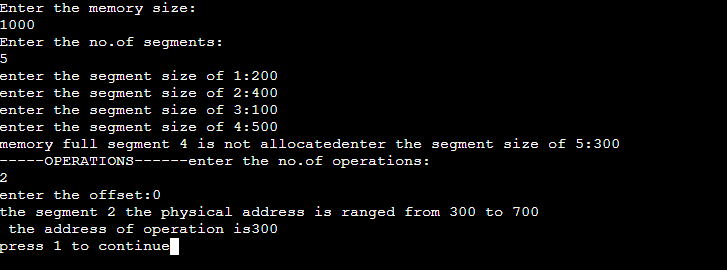 Enter the memory size:
1000
Enter the no.of segments:
5
enter the segment size of 1:200
enter the segment size of 2:400
enter the segment size of 3:100
enter the segment size of 4:500
memory full segment 4 is not allocatedenter the segment size of 5:300
-----OPERATIONS------enter the no.of operations:
2
enter the offset:0
the segment 2 the physical address is ranged from 300 to 700
the address of operation is300
press 1 to continue